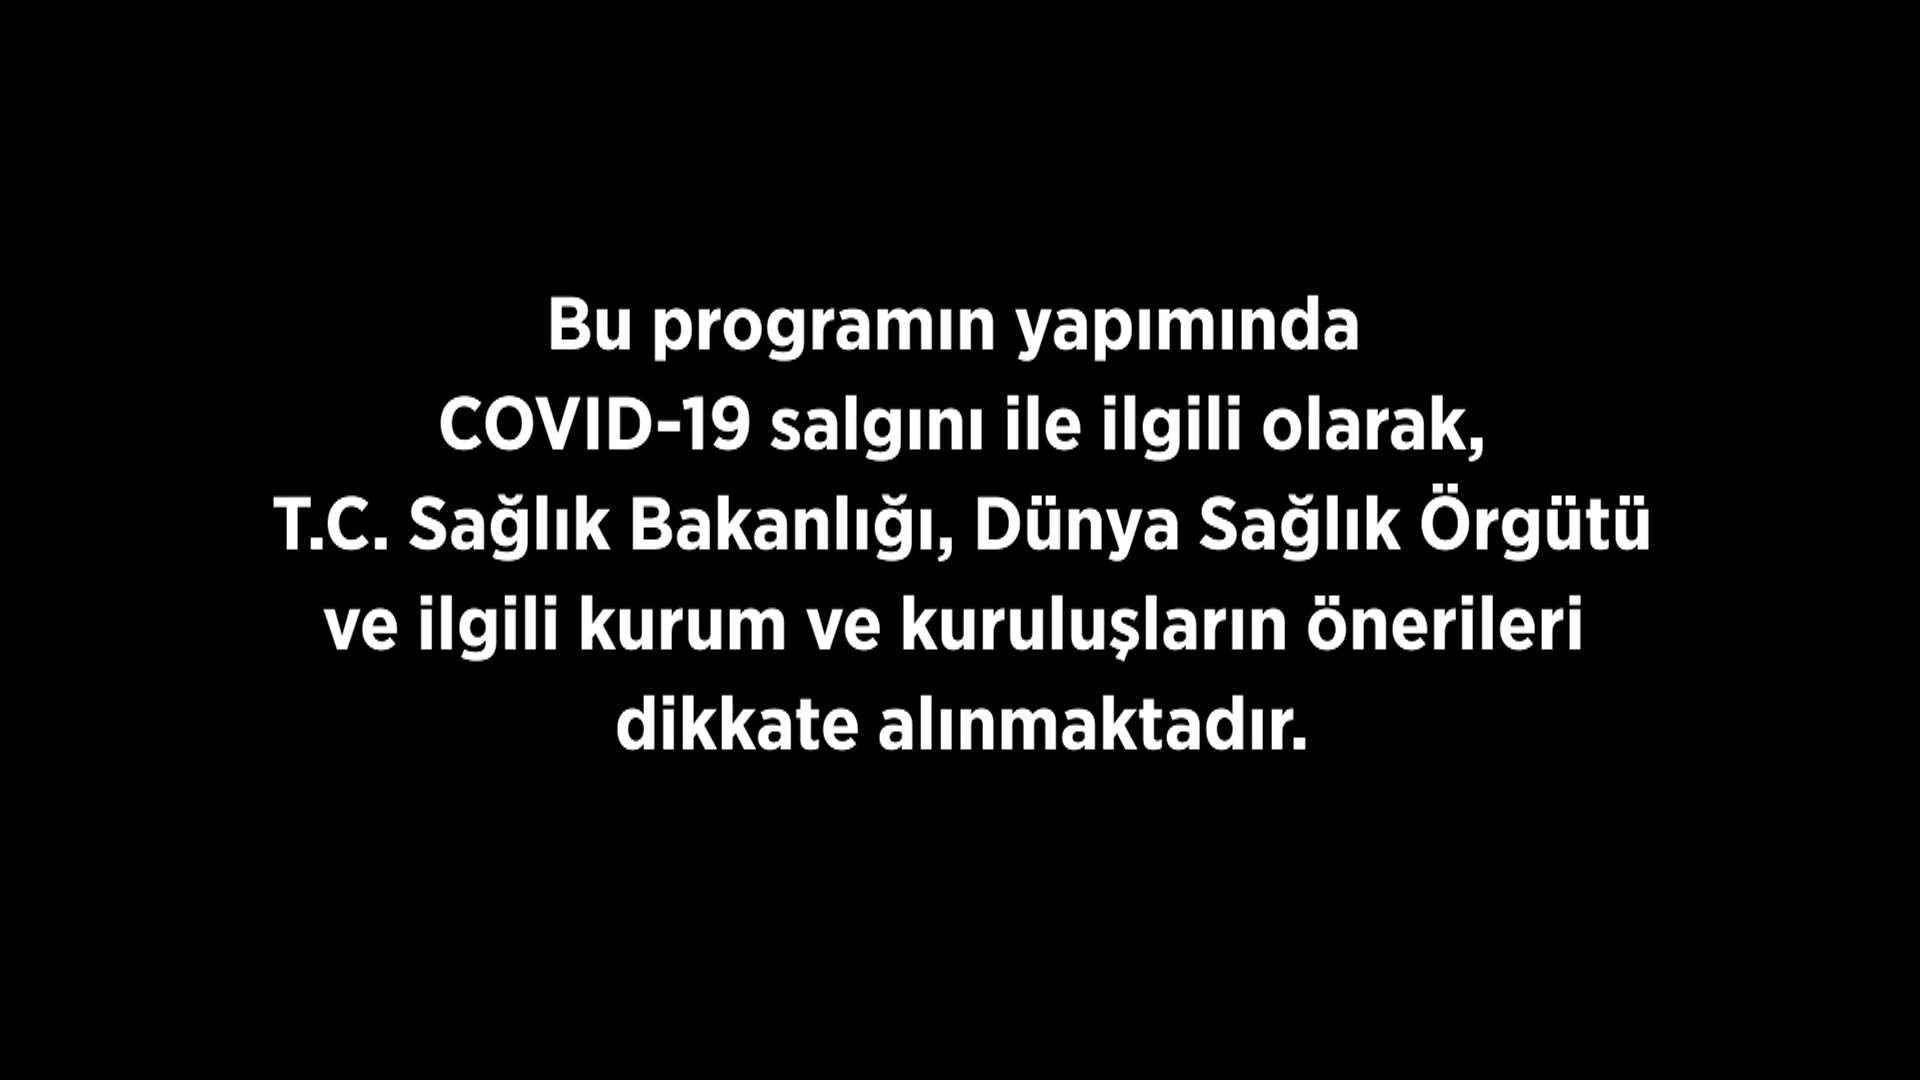 Bu programın yapımında
COVID-19 salgını ile ilgili olarak,
T.C. Sağlık Bakanlığı, Dünya Sağlık Örgütü
ve ilgili kurum ve kuruluşların önerileri
dikkate alınmaktadır.